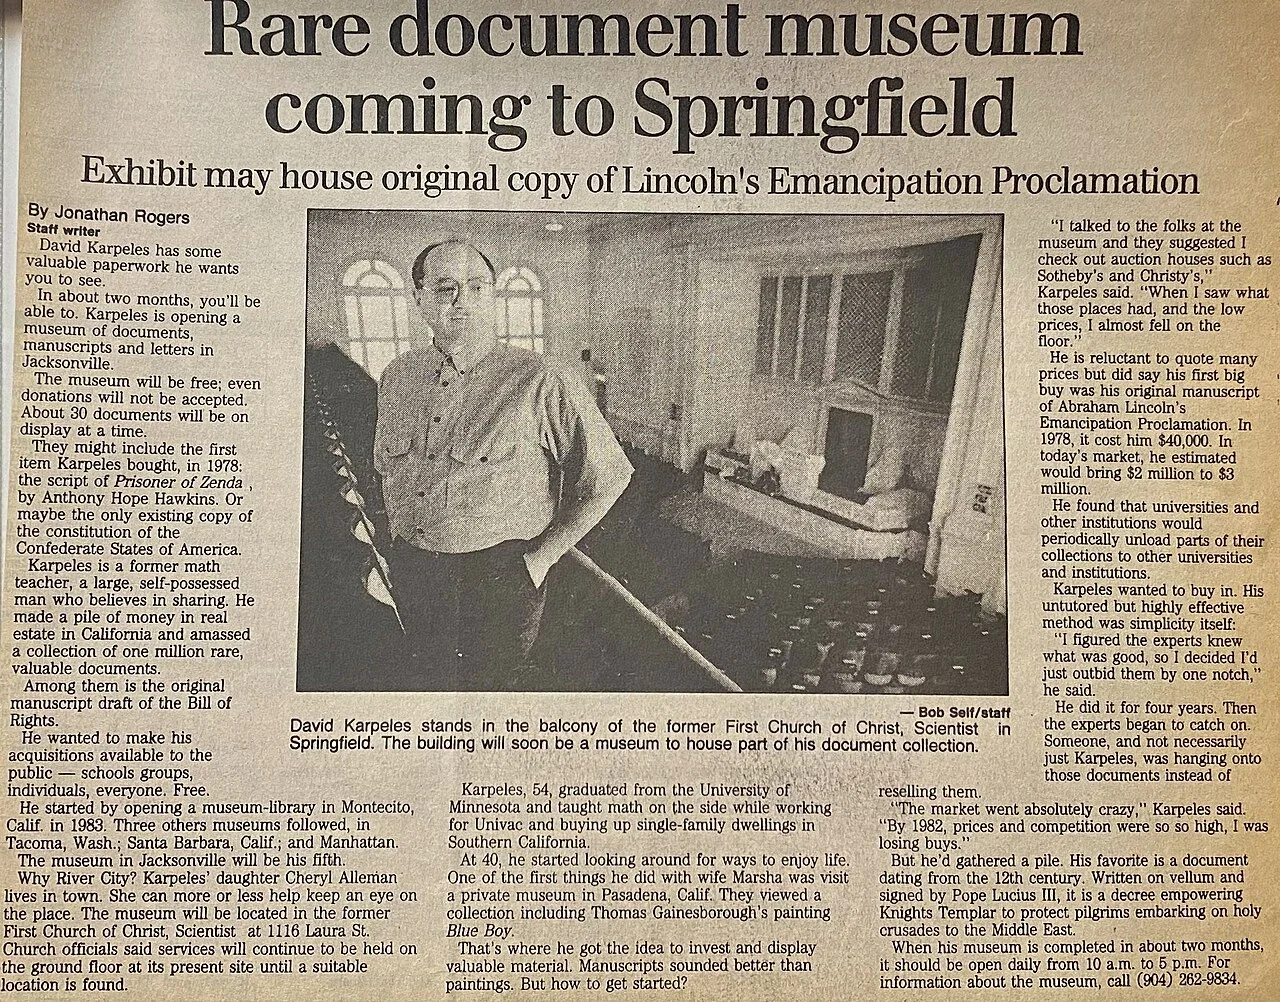 Rare document museum
coming to Springfield
Exhibit may house original copy of Lincoln's Emancipation Proclamation
By Jonathan Rogers
Staff writer
David Karpeles has some
valuable paperwork he wants
you to see.
In about two months, you'll be
able to. Karpeles is opening a
museum of documents,
manuscripts and letters in
Jacksonville.
The museum will be free; even
donations will not be accepted.
About 30 documents will be on
display at a time.
They might include the first
item Karpeles bought, in 1978:
the script of Prisoner of Zenda ,
by Anthony Hope Hawkins. Or
maybe the only existing copy of
the constitution of the
Confederate States of America.
Karpeles is a former math
teacher, a large, self-possessed
man who believes in sharing. He
made a pile of money in real
estate in California and amassed
a collection of one million rare,
valuable documents.
Among them is the original
manuscript draft of the Bill of
Rights.
He wanted to make his
acquisitions available to the
public — schools groups,
individuals, everyone. Free.
He started by opening a museum-library in Montecito,
Calif. in 1983. Three others museums followed, in
Tacoma, Wash.; Santa Barbara, Calif.; and Manhattan.
The museum in Jacksonville will be his fifth.
Why River City? Karpeles' daughter Cheryl Alleman
lives in town. She can more or less help keep an eye on
the place. The museum will be located in the former
First Church of Christ, Scientist at 1116 Laura St.
Church officials said services will continue to be held on
the ground floor at its present site until a suitable
location is found.
— Bob Self/staff
David Karpeles stands in the balcony of the former First Church of Christ, Scientist in
Springfield. The building will soon be a museum to house part of his document collection.
Karpeles, 54, graduated from the University of
Minnesota and taught math on the side while working
for Univac and buying up single-family dwellings in
Southern California.
At 40, he started looking around for ways to enjoy life.
One of the first things he did with wife Marsha was visit
a private museum in Pasadena, Calif. They viewed a
collection including Thomas Gainesborough's painting
Blue Boy.
That's where he got the idea to invest and display
valuable material. Manuscripts sounded better than
paintings. But how to get started?
"I talked to the folks at the
museum and they suggested I
check out auction houses such as
Sotheby's and Christy's,"
Karpeles said. "When I saw what
those places had, and the low
prices, I almost fell on the
floor."
He is reluctant to quote many
prices but did say his first big
buy was his original manuscript
of Abraham Lincoln's
Emancipation Proclamation. In
1978, it cost him $40,000. In
today's market, he estimated it
would bring $2 million to $3
million.
He found that universities and
other institutions would
periodically unload parts of their
collections to other universities
and institutions.
Karpeles wanted to buy in. His
untutored but highly effective
method was simplicity itself:
"I figured the experts knew
what was good, so I decided I'd
just outbid them by one notch,"
he said.
He did it for four years. Then
the experts began to catch on.
Someone, and not necessarily
just Karpeles, was hanging onto
those documents instead of
reselling them.
"The market went absolutely crazy," Karpeles said.
"By 1982, prices and competition were so so high, I was
losing buys."
But he'd gathered a pile. His favorite is a document
dating from the 12th century. Written on vellum and
signed by Pope Lucius III, it is a decree empowering
Knights Templar to protect pilgrims embarking on holy
crusades to the Middle East.
When his museum is completed in about two months,
it should be open daily from 10 a.m. to 5 p.m. For
information about the museum, call (904) 262-9834.